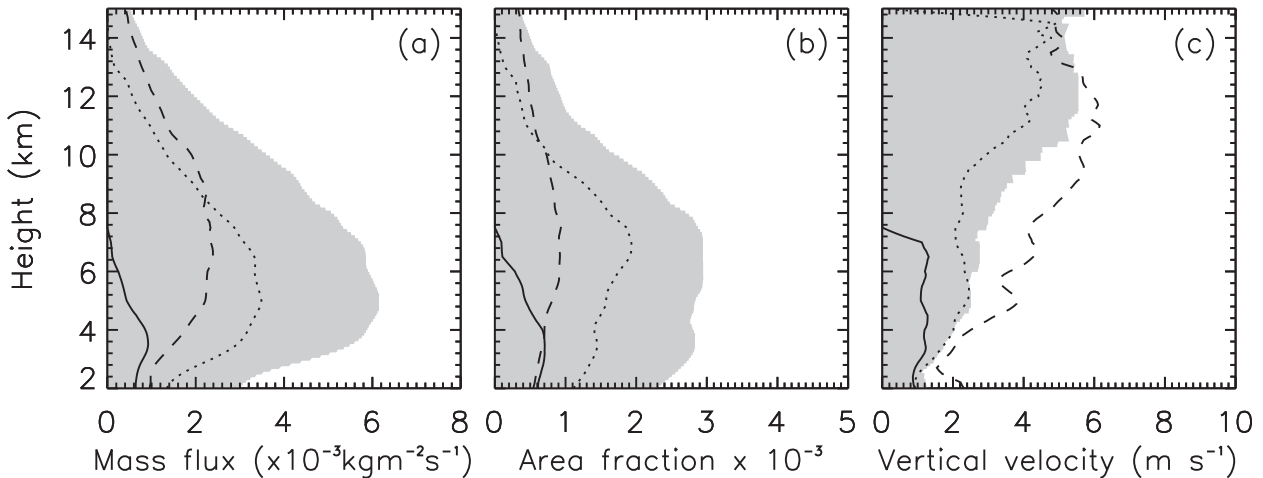 (a) (b) (c)
14
12
10
8
6
4
2
Height (km)
0 2 4 6 8
0 1 2 3 4 5
0 2 4 6 8 10
Mass flux (x10⁻³kgm⁻²s⁻¹)
Area fraction x 10⁻³
Vertical velocity (m s⁻¹)